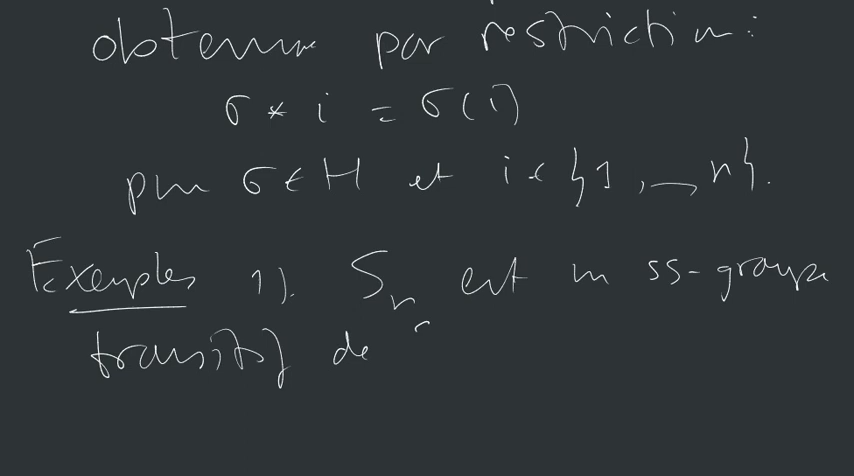 obtenue par restriction:
σ * i = σ(i)
pour σ ∈ H et i ∈ {1, ..., n}.
Exemples 1). Sn est un ss-groupe
transitif de